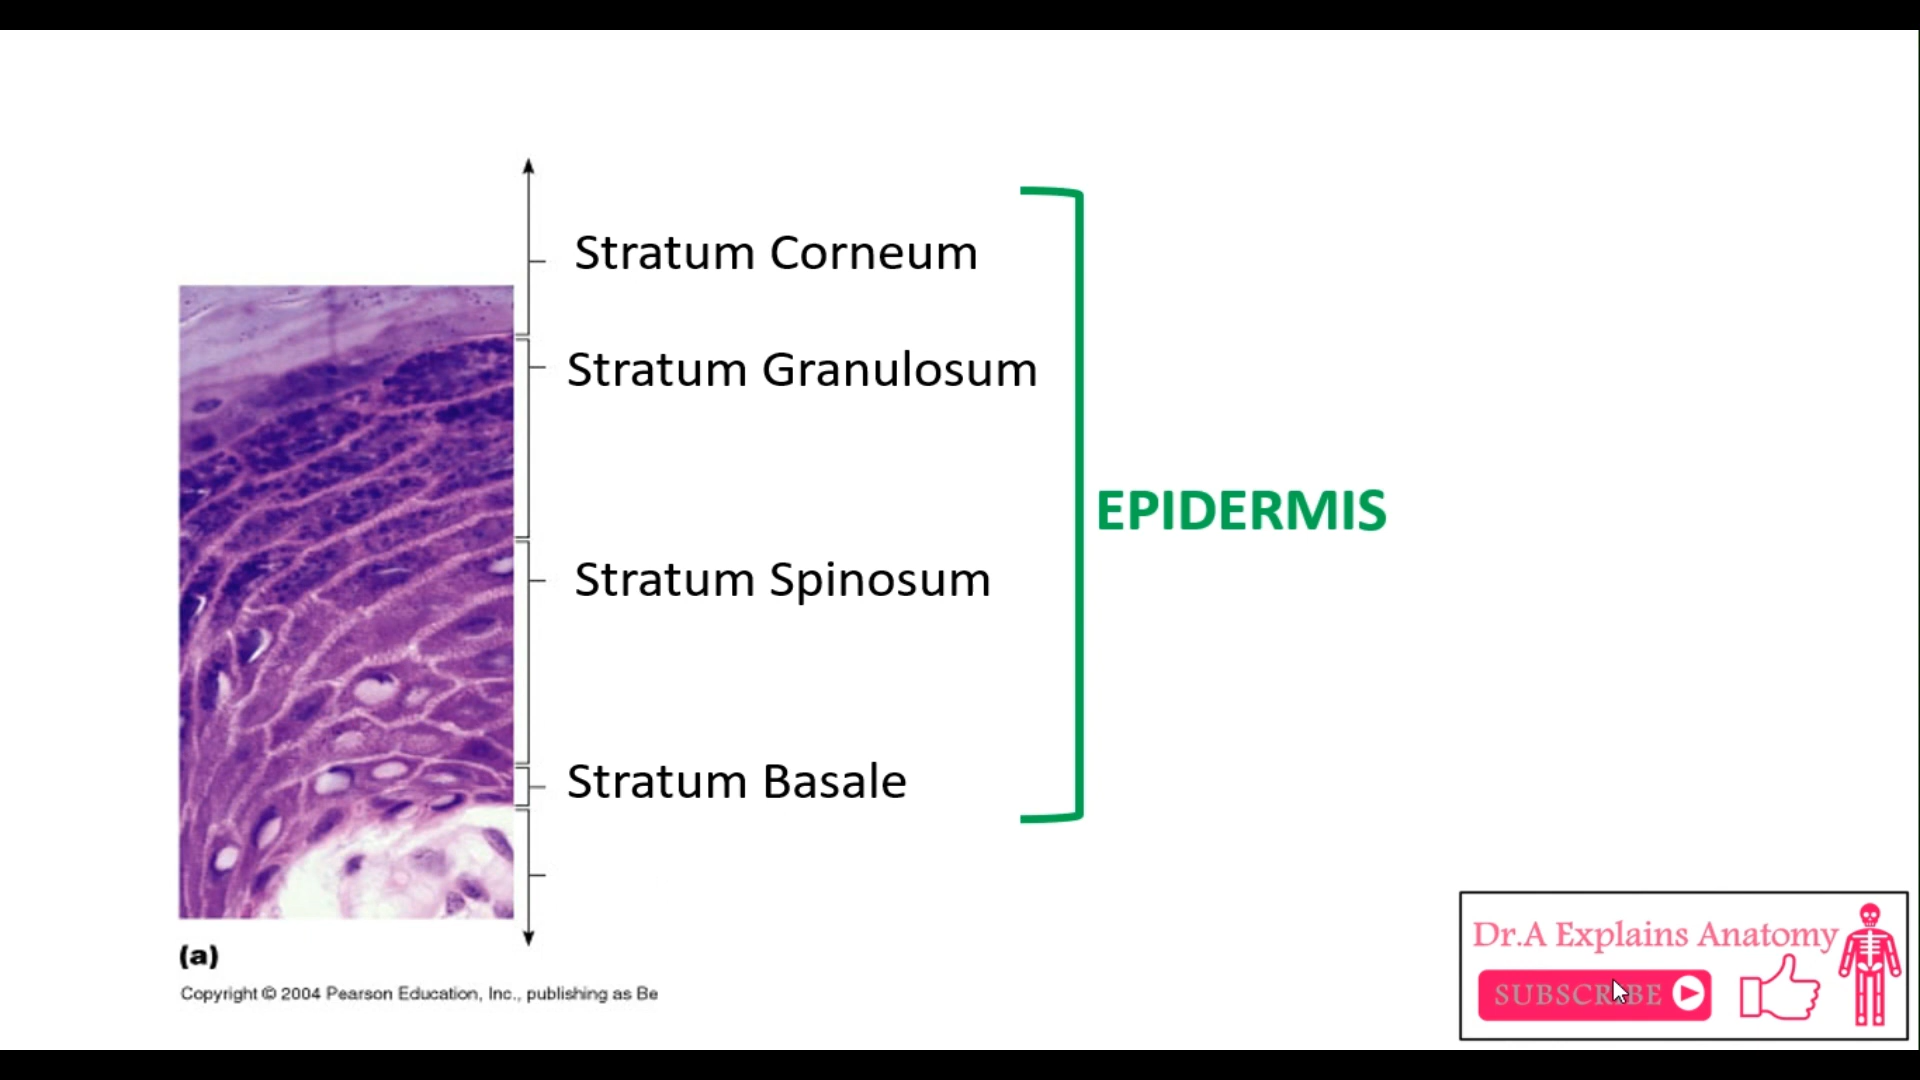 Stratum Corneum
Stratum Granulosum
EPIDERMIS
Stratum Spinosum
Stratum Basale
(a)
Copyright © 2004 Pearson Education, Inc., publishing as Be
Dr.A Explains Anatomy
SUBSCRIBE